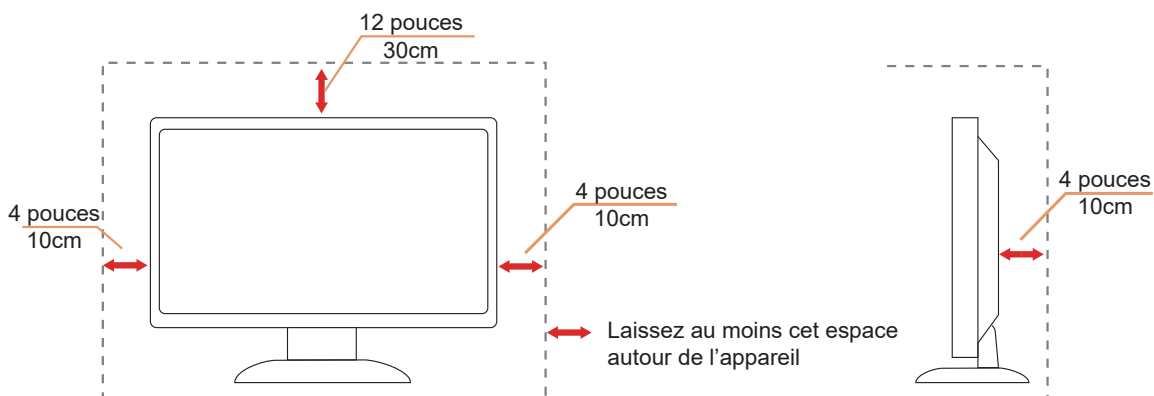 12 pouces
30cm
4 pouces
10cm
4 pouces
10cm
4 pouces
10cm
Laissez au moins cet espace
autour de l’appareil